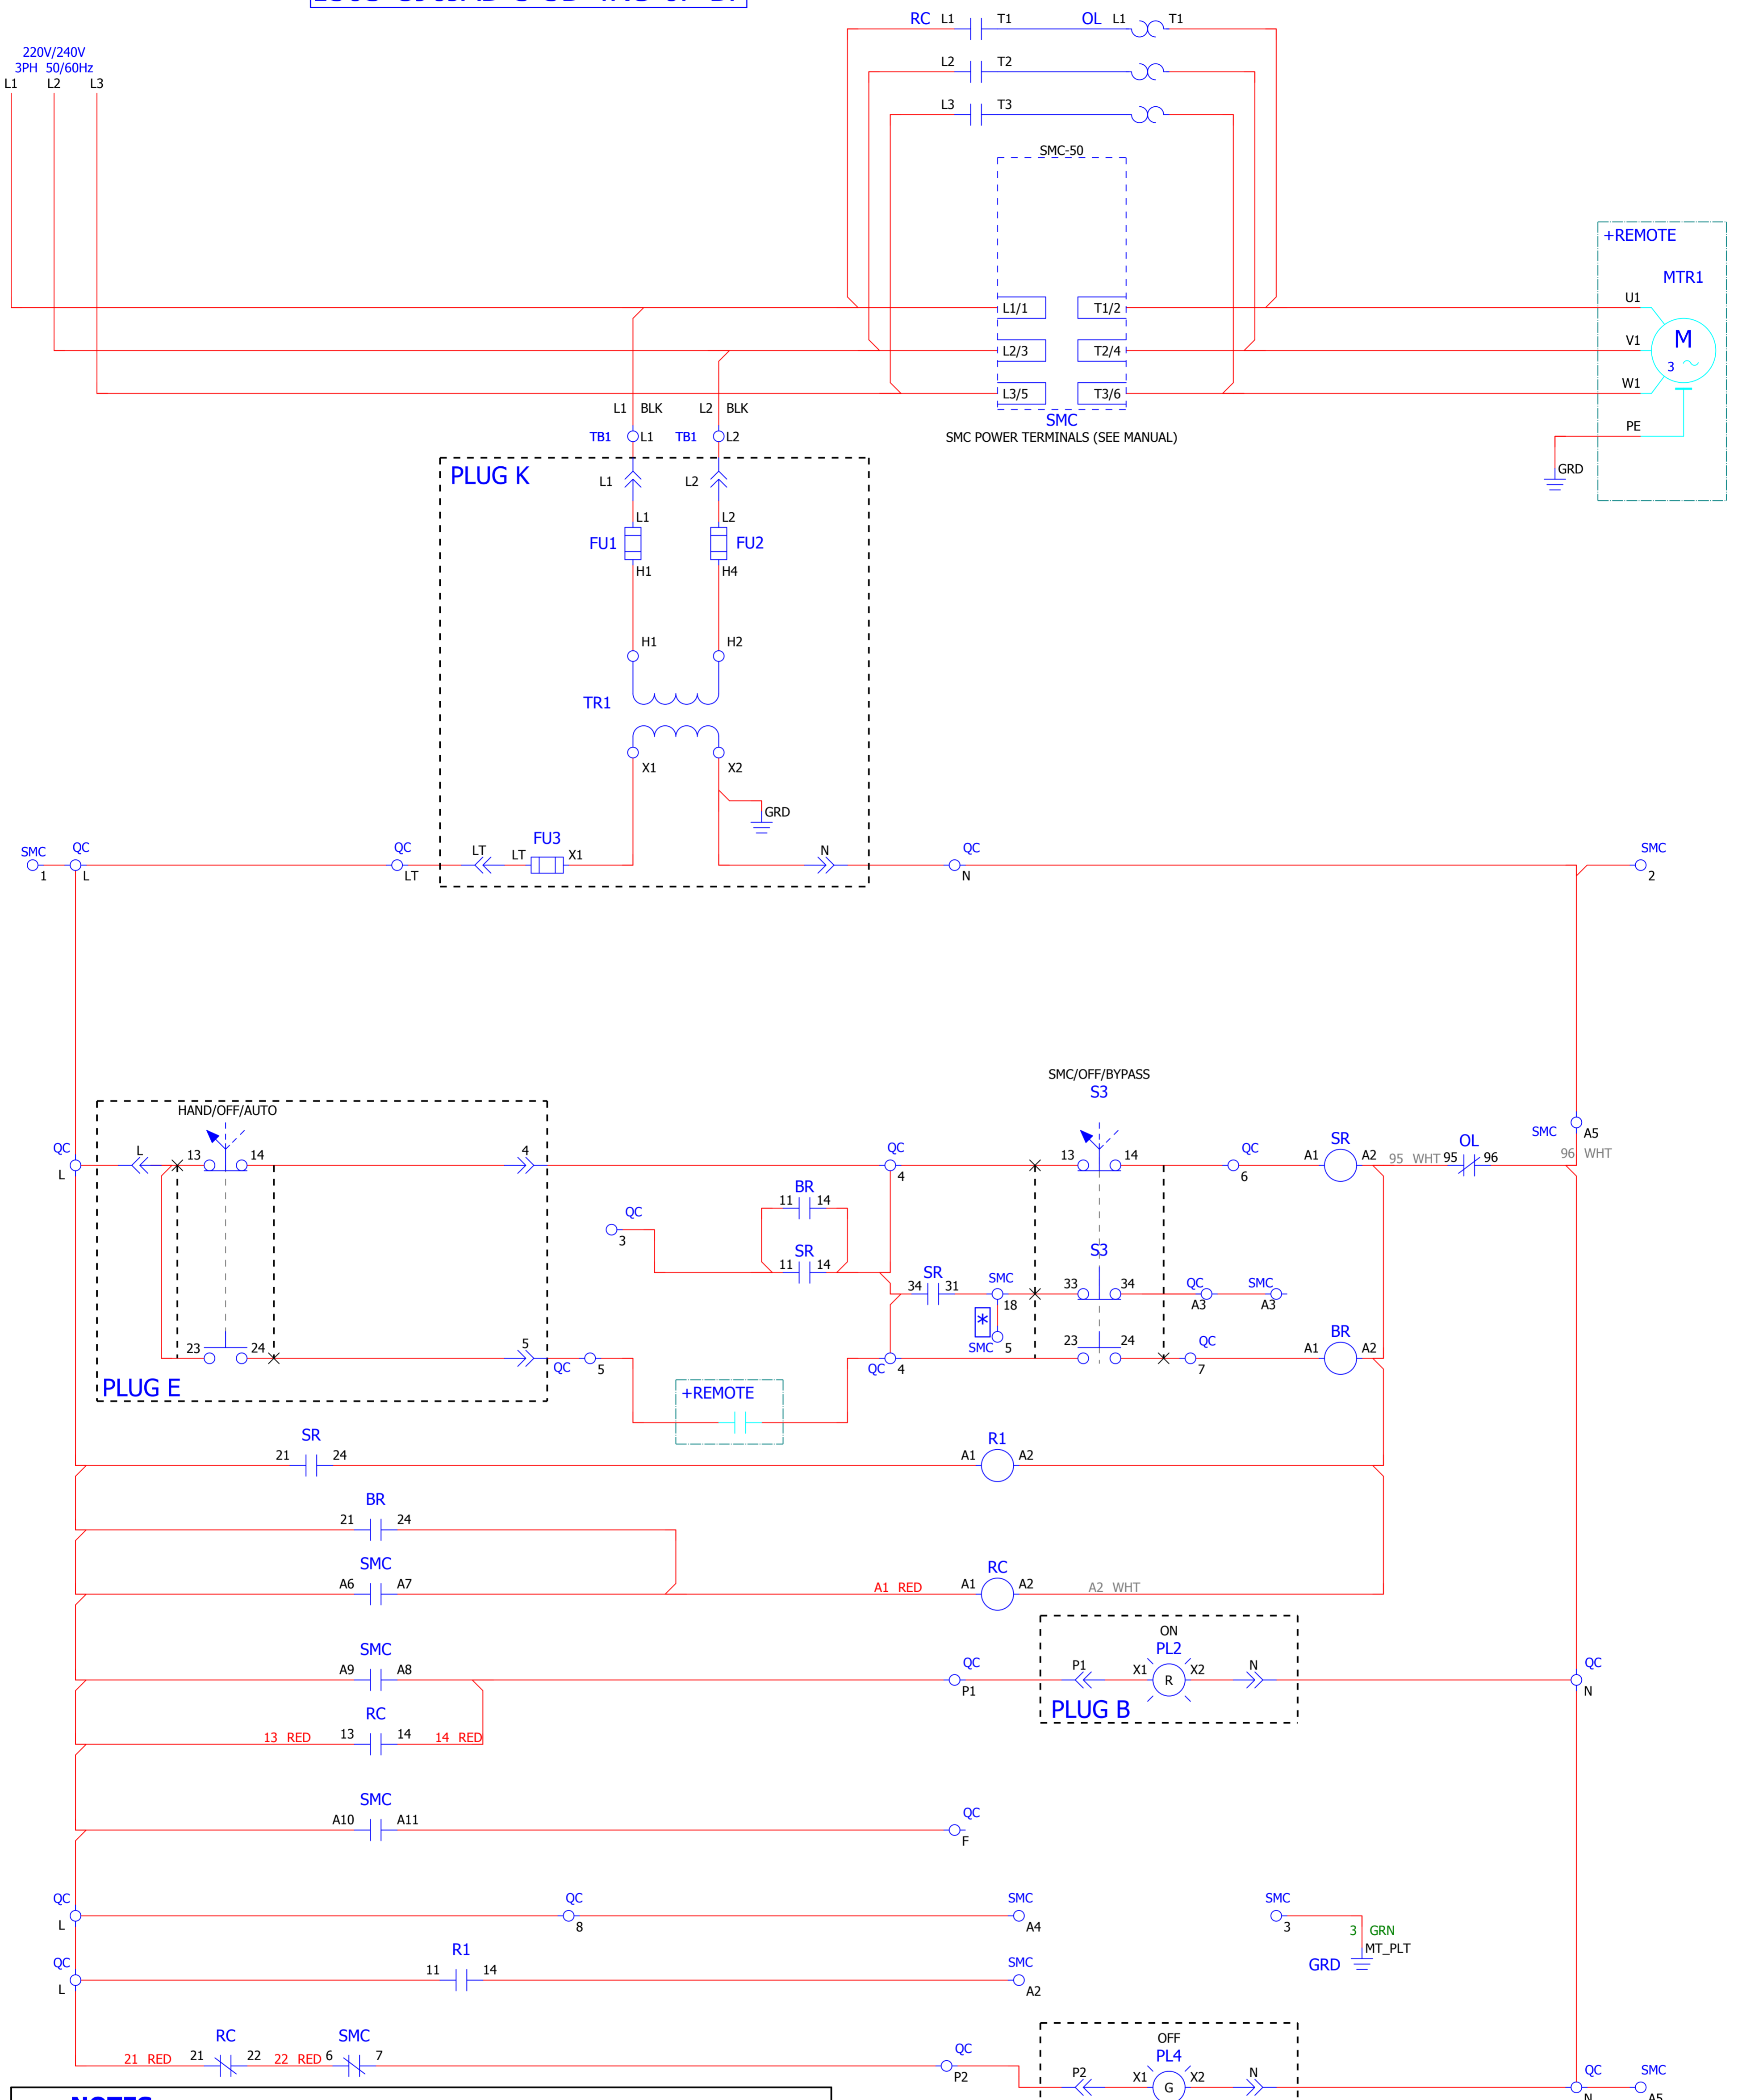 RC L1 T1 OL L1 T1
220V/240V
3PH 50/60Hz
L1 L2 L3
L2 T2
L3 T3
SMC-50
+REMOTE
MTR1
L1/1 T1/2 U1
L2/3 T2/4 V1 M
3
L3/5 T3/6 W1
L1 BLK L2 BLK
SMC
PE
TB1 L1 TB1 L2
SMC POWER TERMINALS (SEE MANUAL)
PLUG K
L1 L2
GRD
L1 L2
FU1 FU2
H1 H4
H1 H2
TR1
X1 X2
GRD
SMC QC QC LT LT FU3 X1 N QC SMC
1 L LT N 2
SMC/OFF/BYPASS
S3
HAND/OFF/AUTO
QC L 13 14 4 QC 13 14 QC SR OL SMC A5
L 4 6 A1 A2 95 WHT 95 96 96 WHT
BR
11 14
QC
3
SR
11 14
S3
SR
34 31 SMC 33 34 QC SMC
18 A3 A3
*
SMC 5
23 24 5 QC 5 QC 4 23 24 QC 7 A1 BR A2
PLUG E
+REMOTE
SR
21 24
R1
A1 A2
BR
21 24
SMC
A6 A7
RC
A1 RED A1 A2 A2 WHT
ON
SMC
A9 A8
QC
P1
P1 X1 PL2 X2 N
R
QC
N
PLUG B
RC
13 RED 13 14 14 RED
SMC
A10 A11
QC
F
QC QC SMC SMC
L 8 A4 3
3 GRN
MT_PLT
GRD
QC R1 SMC
L 11 14 A2
OFF
RC SMC
21 RED 21 22 22 RED 6 7
QC
P2
P2 X1 PL4 X2 N
G
QC SMC